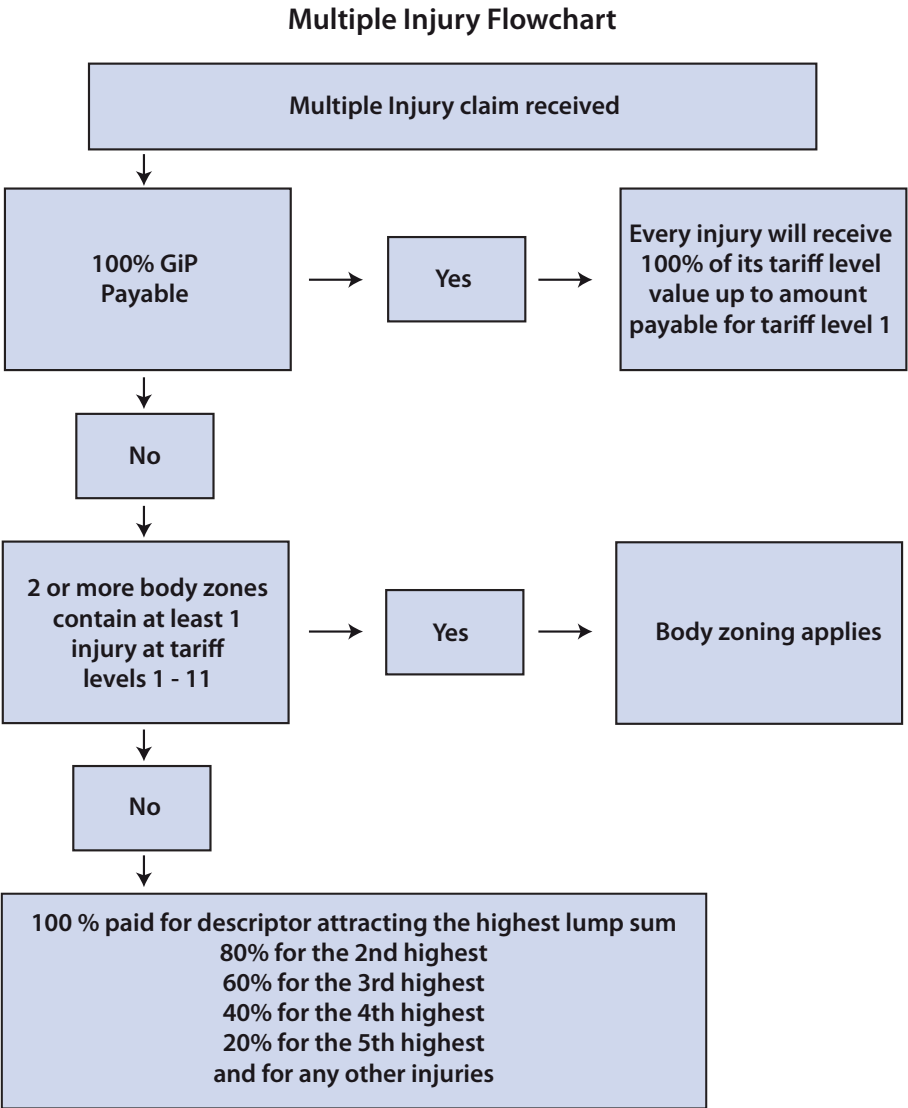 Multiple Injury Flowchart
Multiple Injury claim received
100% GiP
Payable
Yes
Every injury will receive
100% of its tariff level
value up to amount
payable for tariff level 1
No
2 or more body zones
contain at least 1
injury at tariff
levels 1 - 11
Yes
Body zoning applies
No
100 % paid for descriptor attracting the highest lump sum
80% for the 2nd highest
60% for the 3rd highest
40% for the 4th highest
20% for the 5th highest
and for any other injuries